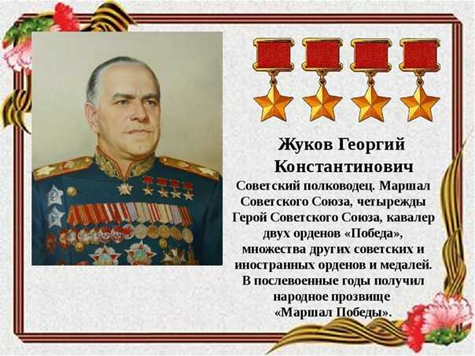 Жуков Георгий
Константинович
Советский полководец. Маршал
Советского Союза, четырежды
Герой Советского Союза, кавалер
двух орденов «Победа»,
множества других советских и
иностранных орденов и медалей.
В послевоенные годы получил
народное прозвище
«Маршал Победы».